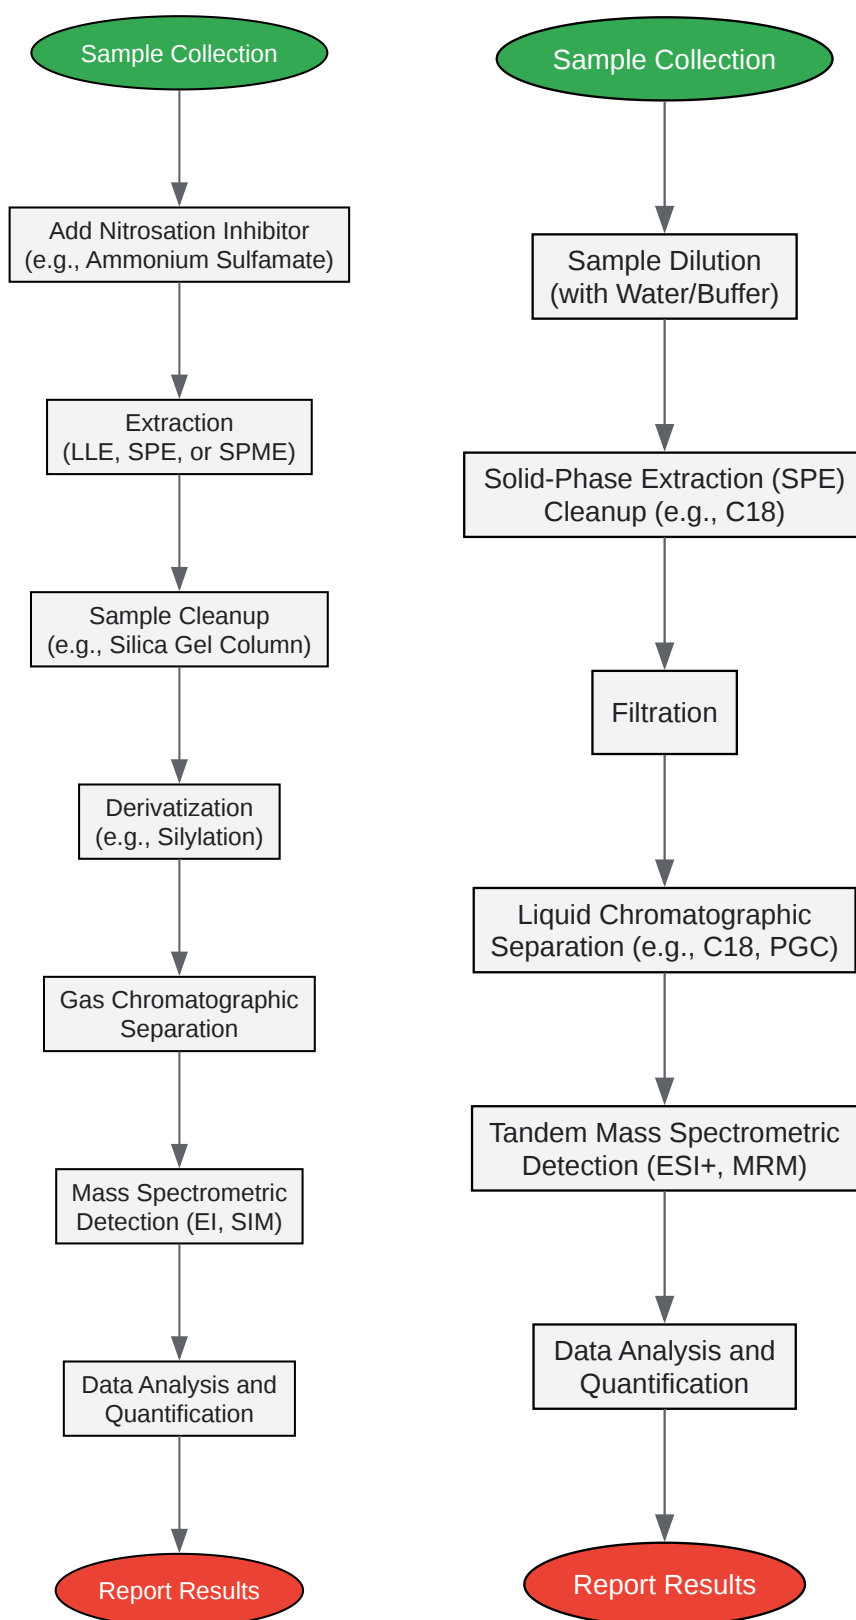 Sample Collection
Add Nitrosation Inhibitor
(e.g., Ammonium Sulfamate)
Extraction
(LLE, SPE, or SPME)
Sample Cleanup
(e.g., Silica Gel Column)
Derivatization
(e.g., Silylation)
Gas Chromatographic
Separation
Mass Spectrometric
Detection (EI, SIM)
Data Analysis and
Quantification
Report Results
Sample Collection
Sample Dilution
(with Water/Buffer)
Solid-Phase Extraction (SPE)
Cleanup (e.g., C18)
Filtration
Liquid Chromatographic
Separation (e.g., C18, PGC)
Tandem Mass Spectrometric
Detection (ESI+, MRM)
Data Analysis and
Quantification
Report Results